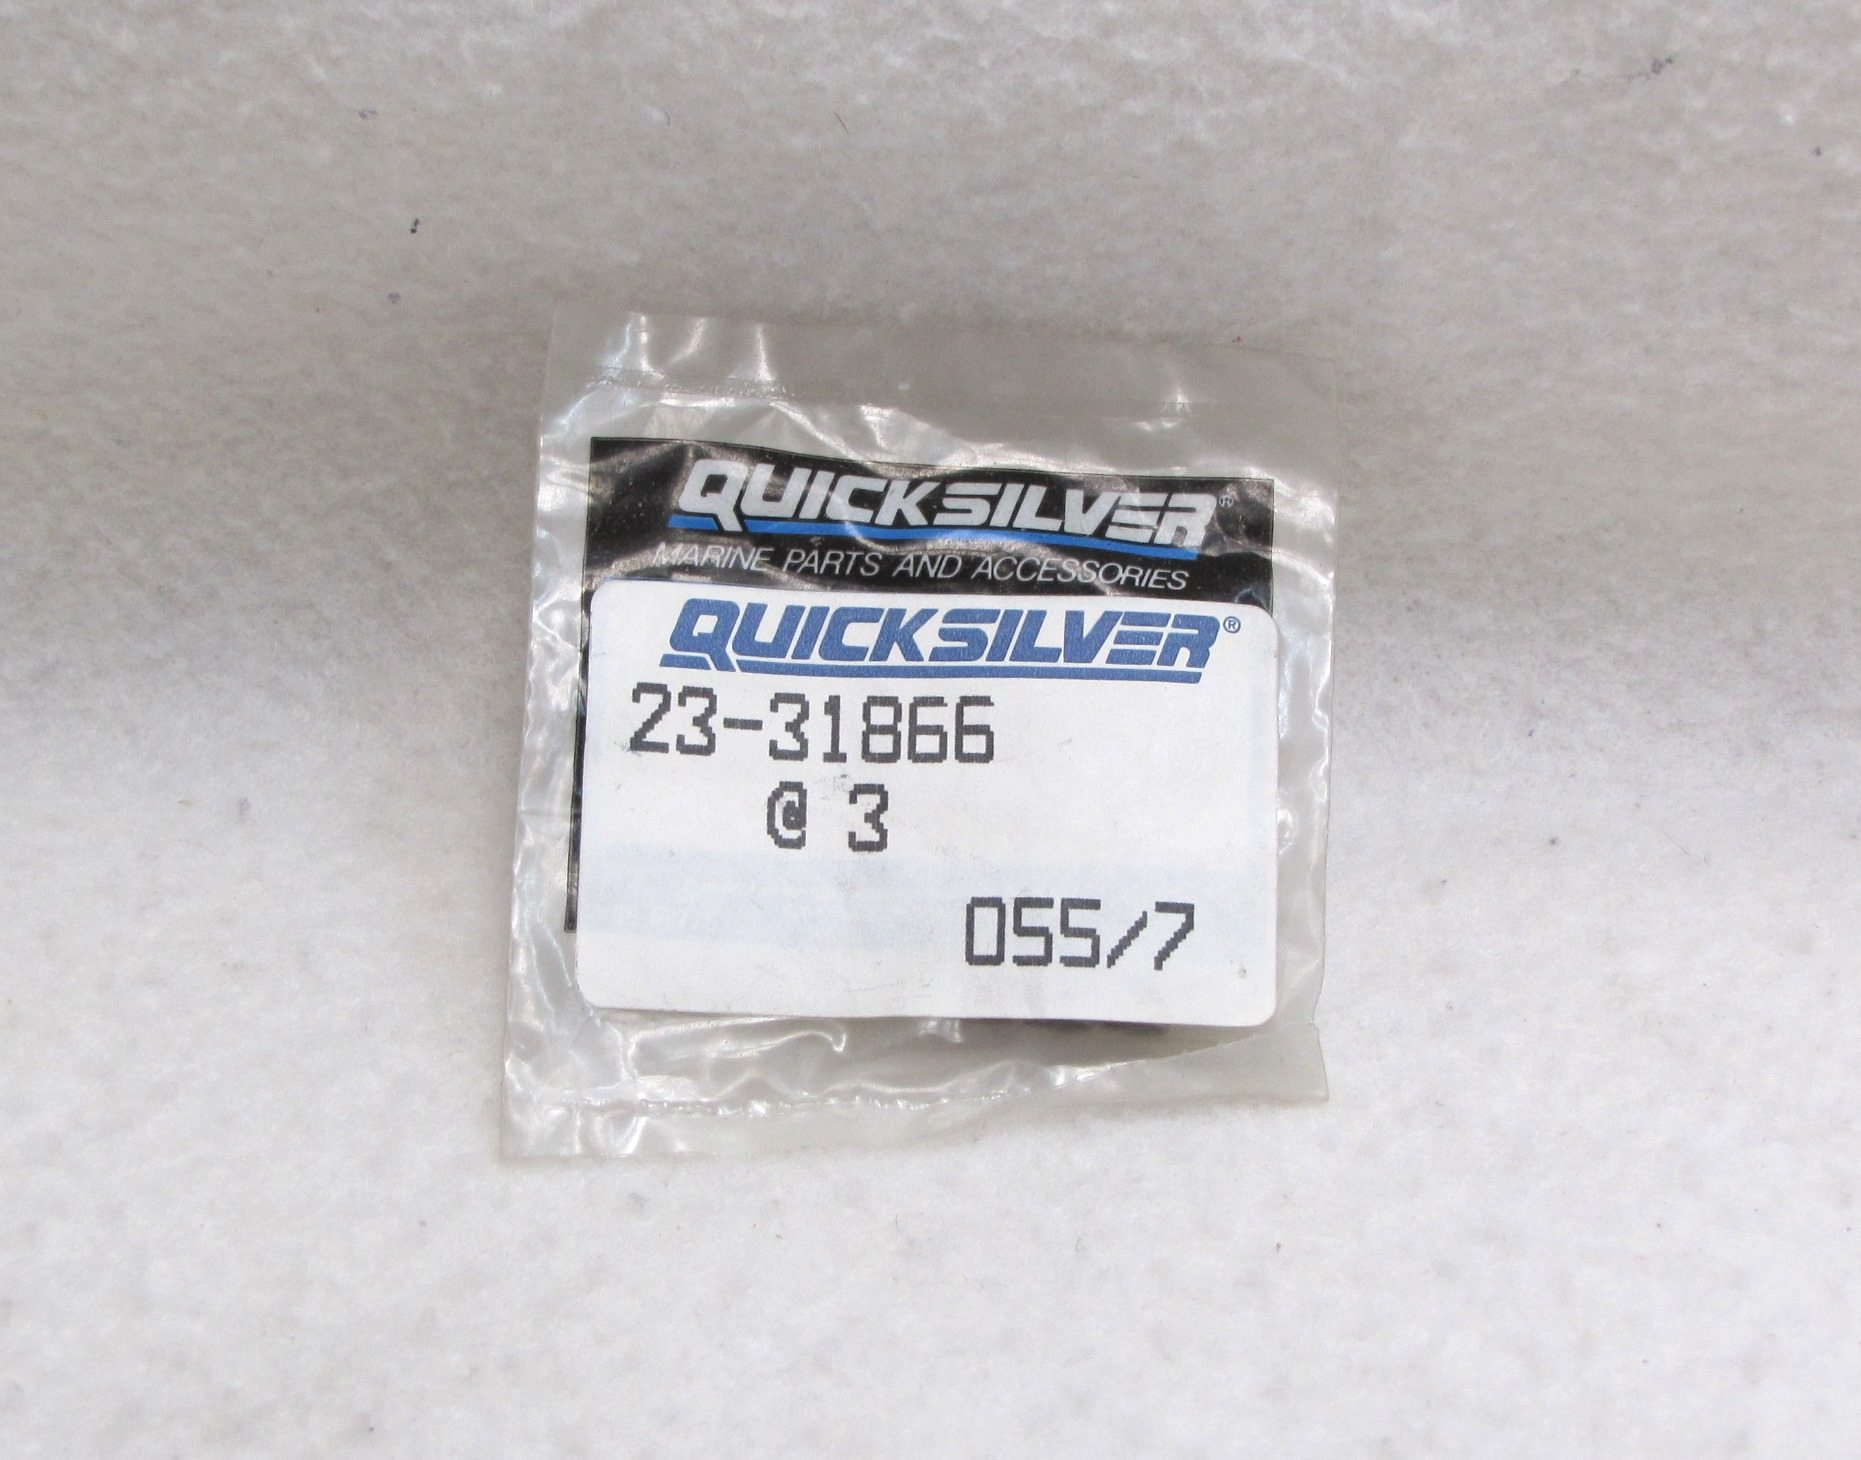 QUICKSILVER®
MARINE PARTS AND ACCESSORIES
QUICKSILVER®
23-31866
@ 3
055/7